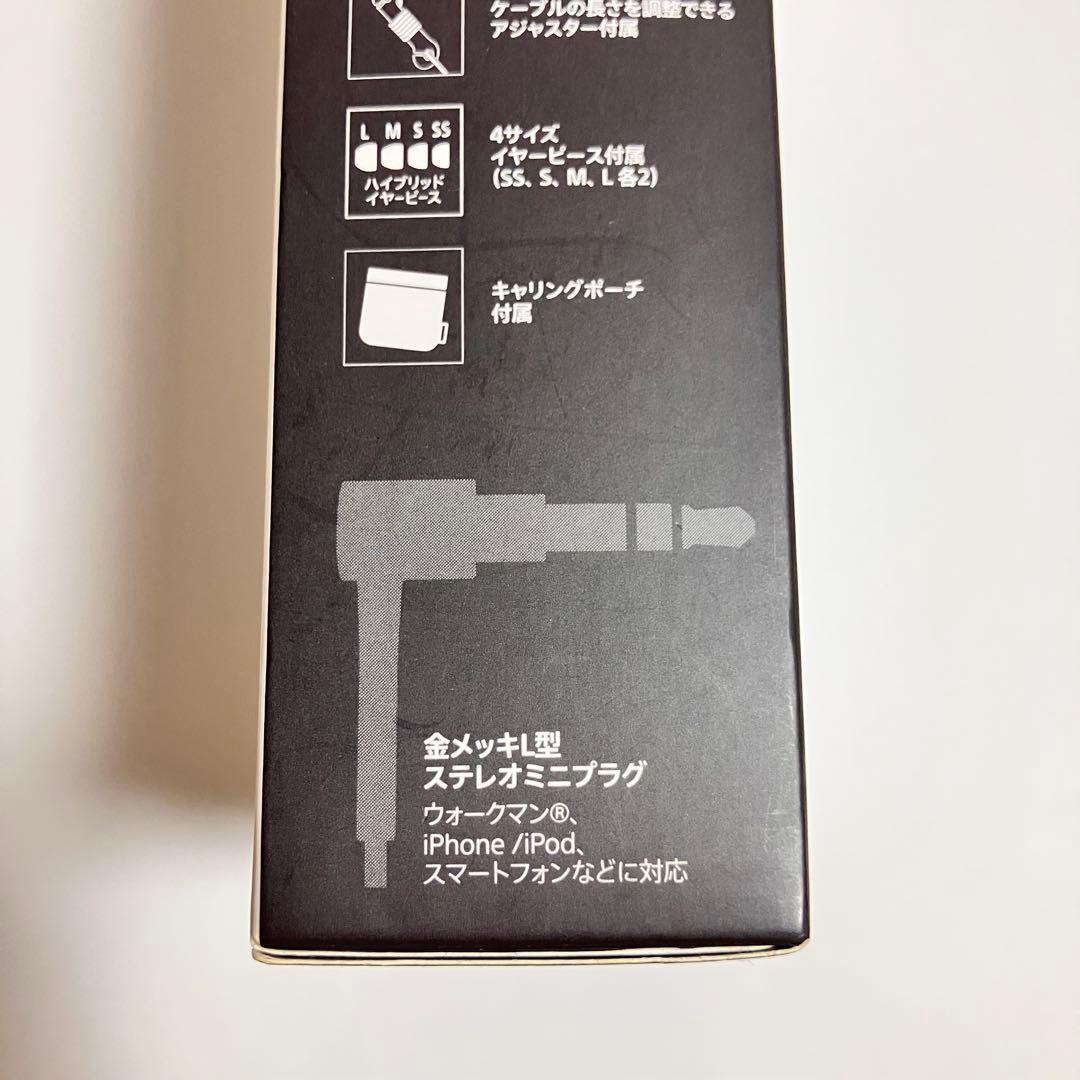 ケーブルの長さを調整できる
アジャスター付属
L M S SS
ハイブリッド
イヤーピース
4サイズ
イヤーピース付属
(SS、S、M、L 各2)
キャリングポーチ
付属
金メッキL型
ステレオミニプラグ
ウォークマン®、
iPhone /iPod、
スマートフォンなどに対応